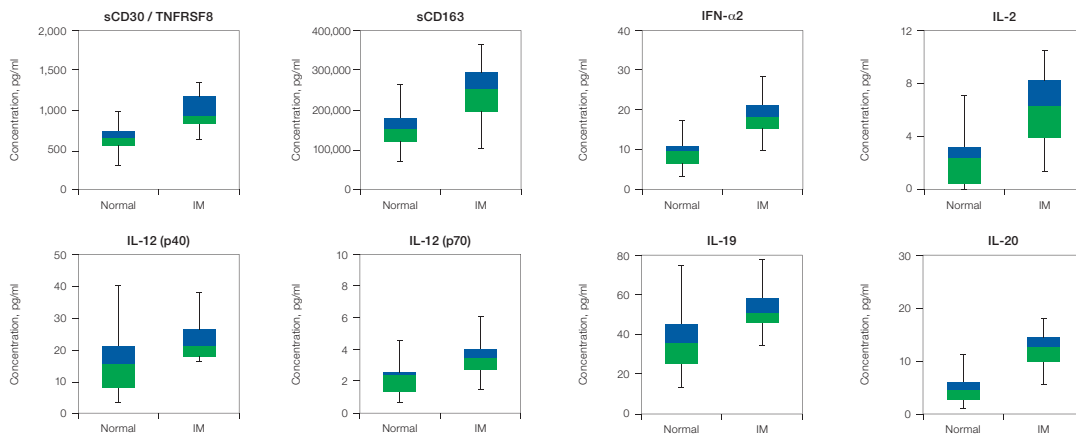 sCD30 / TNFRSF8
Concentration, pg/ml
2,000
1,500
1,000
500
0
Normal
IM
sCD163
Concentration, pg/ml
400,000
300,000
200,000
100,000
0
Normal
IM
IFN-α2
Concentration, pg/ml
40
30
20
10
0
Normal
IM
IL-2
Concentration, pg/ml
12
8
4
0
Normal
IM
IL-12 (p40)
Concentration, pg/ml
50
40
30
20
10
0
Normal
IM
IL-12 (p70)
Concentration, pg/ml
10
8
6
4
2
0
Normal
IM
IL-19
Concentration, pg/ml
80
60
40
20
0
Normal
IM
IL-20
Concentration, pg/ml
30
20
10
0
Normal
IM